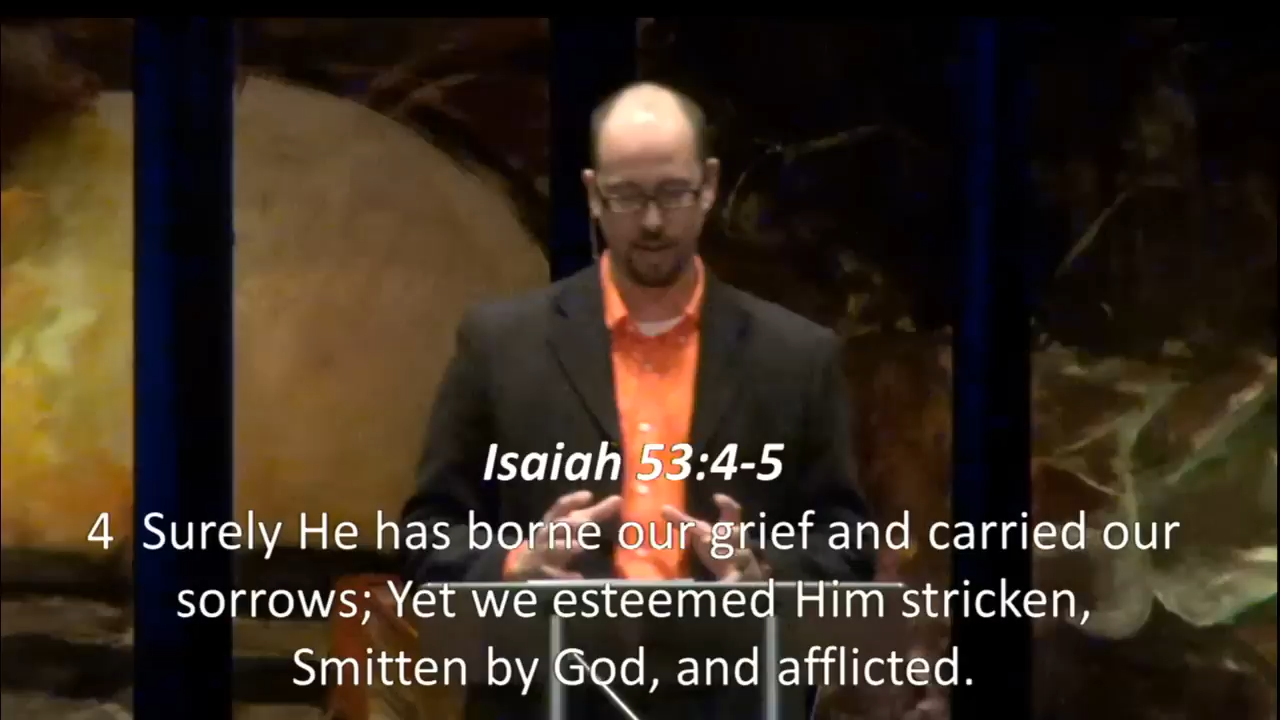 Isaiah 53:4-5
4 Surely He has borne our grief and carried our
sorrows; Yet we esteemed Him stricken,
Smitten by God, and afflicted.